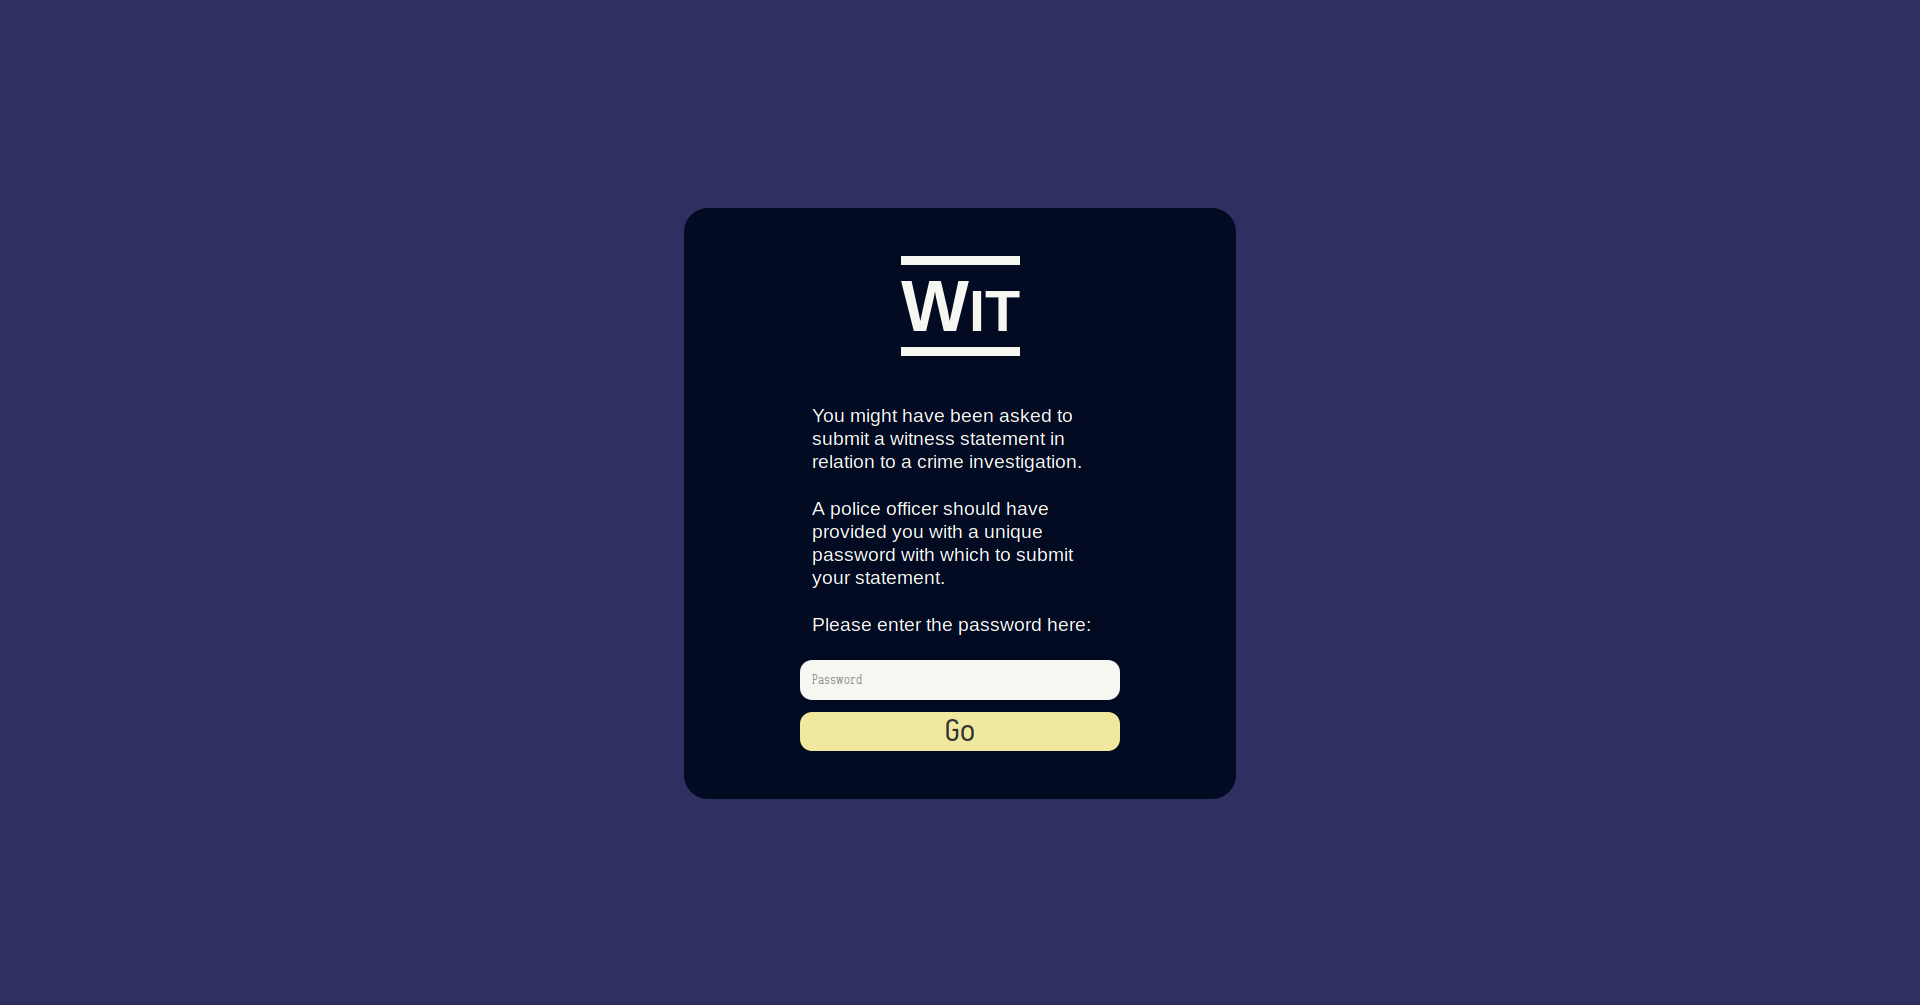 WIT
You might have been asked to
submit a witness statement in
relation to a crime investigation.
A police officer should have
provided you with a unique
password with which to submit
your statement.
Please enter the password here:
Password
Go